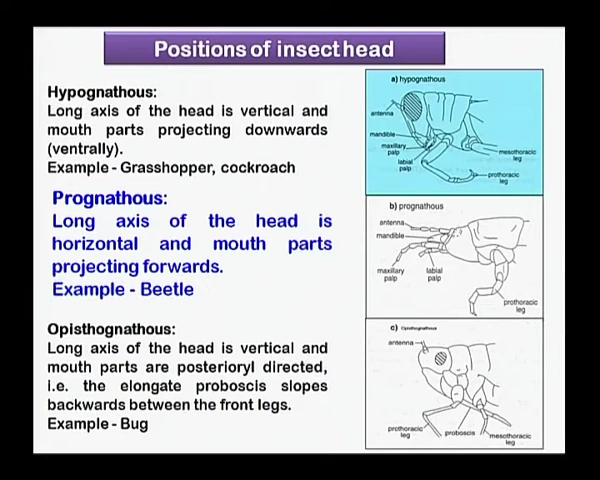 Positions of insect head
Hypognathous:
Long axis of the head is vertical and
mouth parts projecting downwards
(ventrally).
Example - Grasshopper, cockroach
Prognathous:
Long axis of the head is
horizontal and mouth parts
projecting forwards.
Example - Beetle
Opisthognathous:
Long axis of the head is vertical and
mouth parts are posterioryl directed,
i.e. the elongate proboscis slopes
backwards between the front legs.
Example - Bug
a) hypognathous
antenna
mandible
maxillary
palp
labial
palp
mesothoracic
leg
prothoracic
leg
b) prognathous
antenna
mandible
maxillary
palp
labial
palp
prothoracic
leg
c) Opisthognathous
antenna
prothoracic
leg
proboscis
mesothoracic
leg